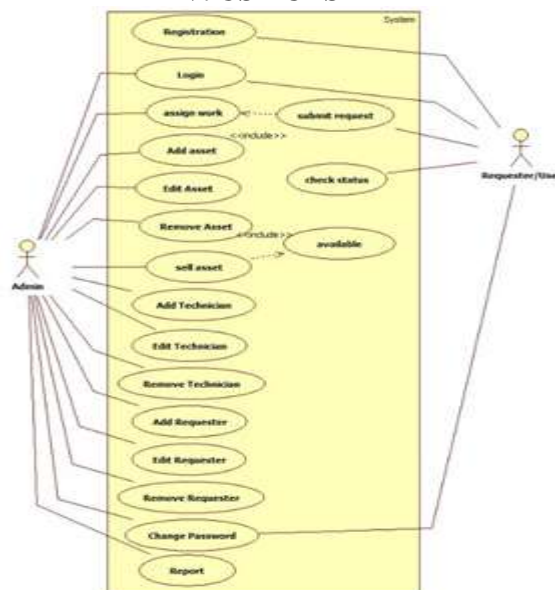 System
Registration
Login
assign work
submit request
<<include>>
Add asset
Edit Asset
check status
Requester/Use
Remove Asset
<<include>>
available
sell asset
Admin
Add Technician
Edit Technician
Remove Technician
Add Requester
Edit Requester
Remove Requester
Change Password
Report